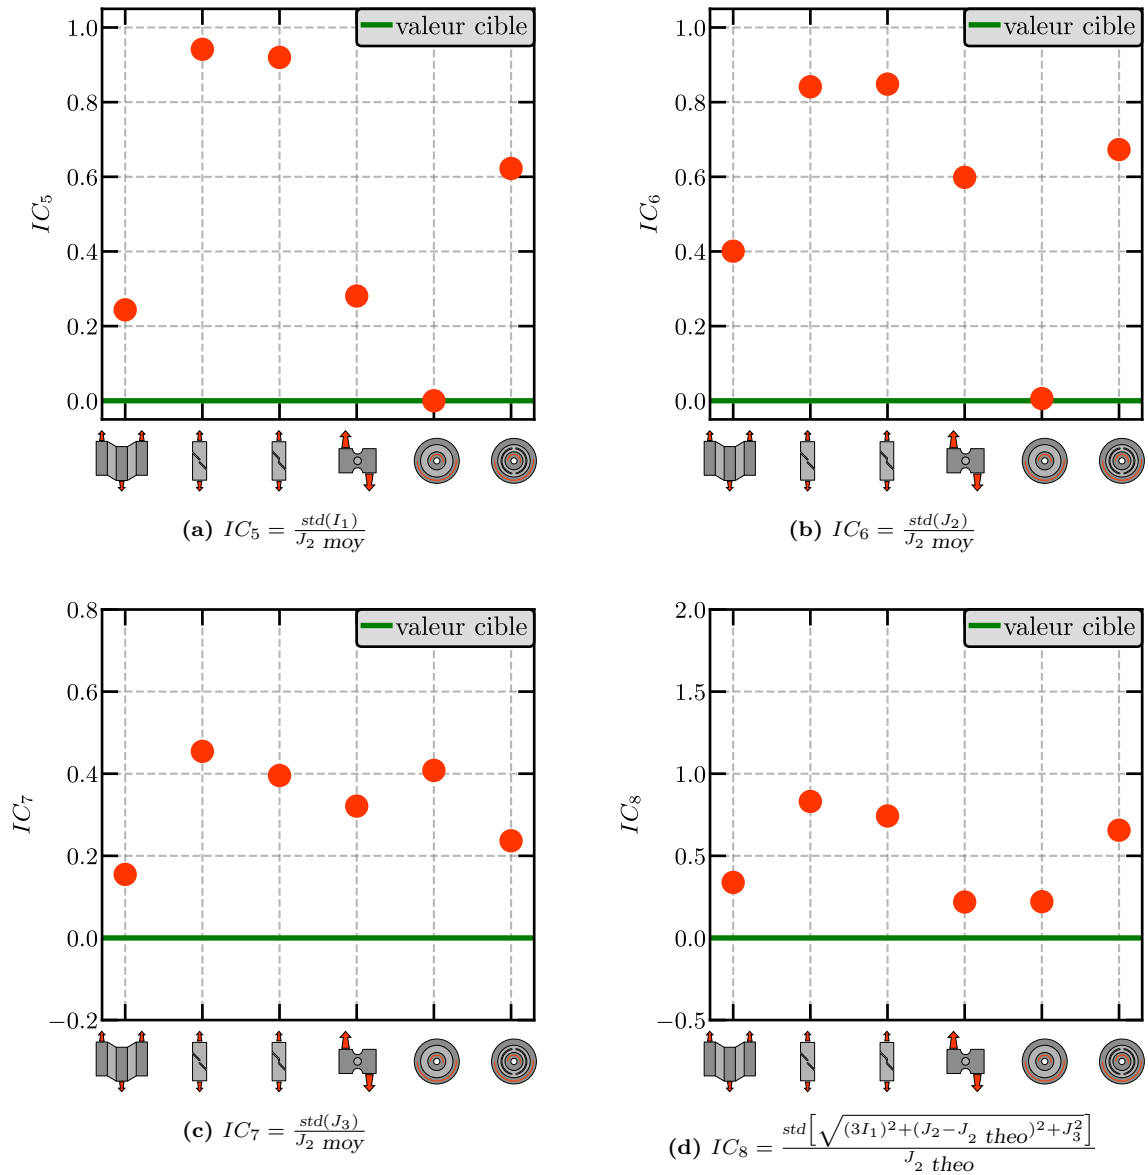 valeur cible
1.0
0.8
0.6
0.4
0.2
0.0
IC5
(a) IC5 = std(I1) / J2 moy
valeur cible
1.0
0.8
0.6
0.4
0.2
0.0
IC6
(b) IC6 = std(J2) / J2 moy
valeur cible
0.8
0.6
0.4
0.2
0.0
−0.2
IC7
(c) IC7 = std(J3) / J2 moy
valeur cible
2.0
1.5
1.0
0.5
0.0
−0.5
IC8
(d) IC8 = std[√((3I1)²+(J2−J2 theo)²+J3²)] / J2 theo